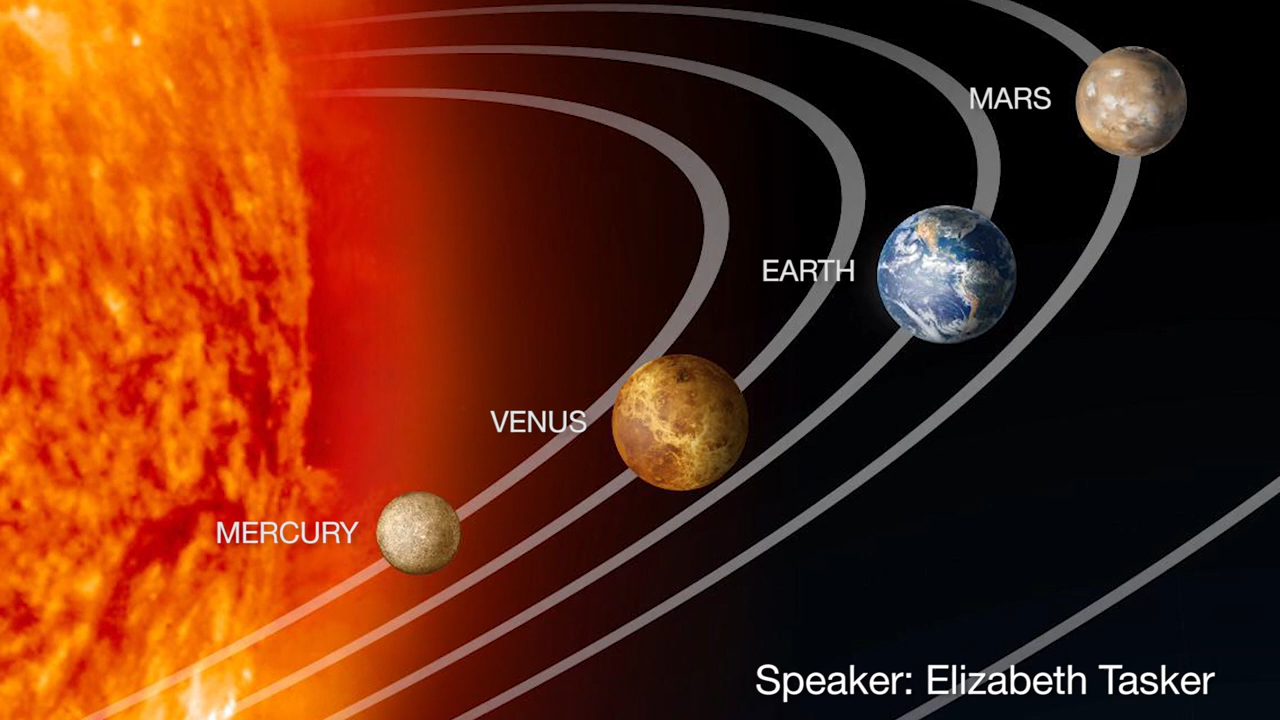 MARS
EARTH
VENUS
MERCURY
Speaker: Elizabeth Tasker